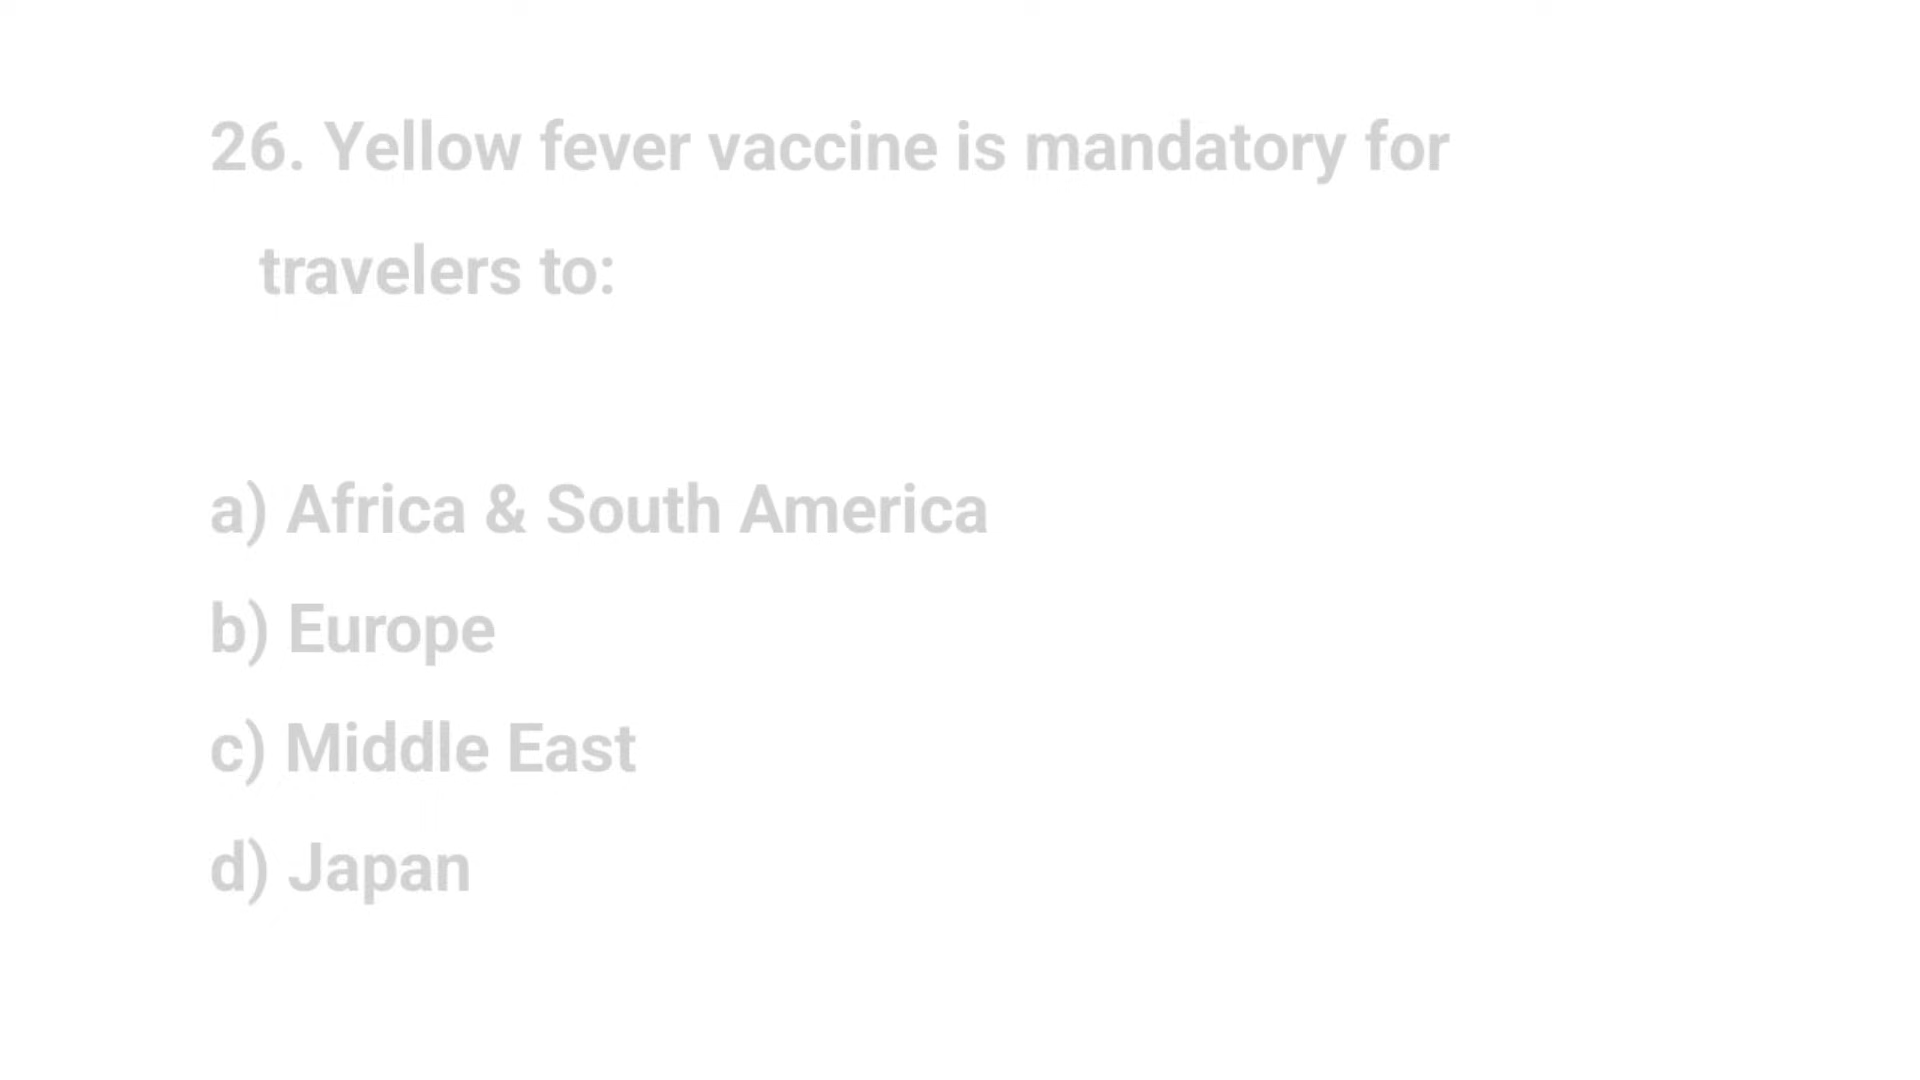 26. Yellow fever vaccine is mandatory for
travelers to:
a) Africa & South America
b) Europe
c) Middle East
d) Japan